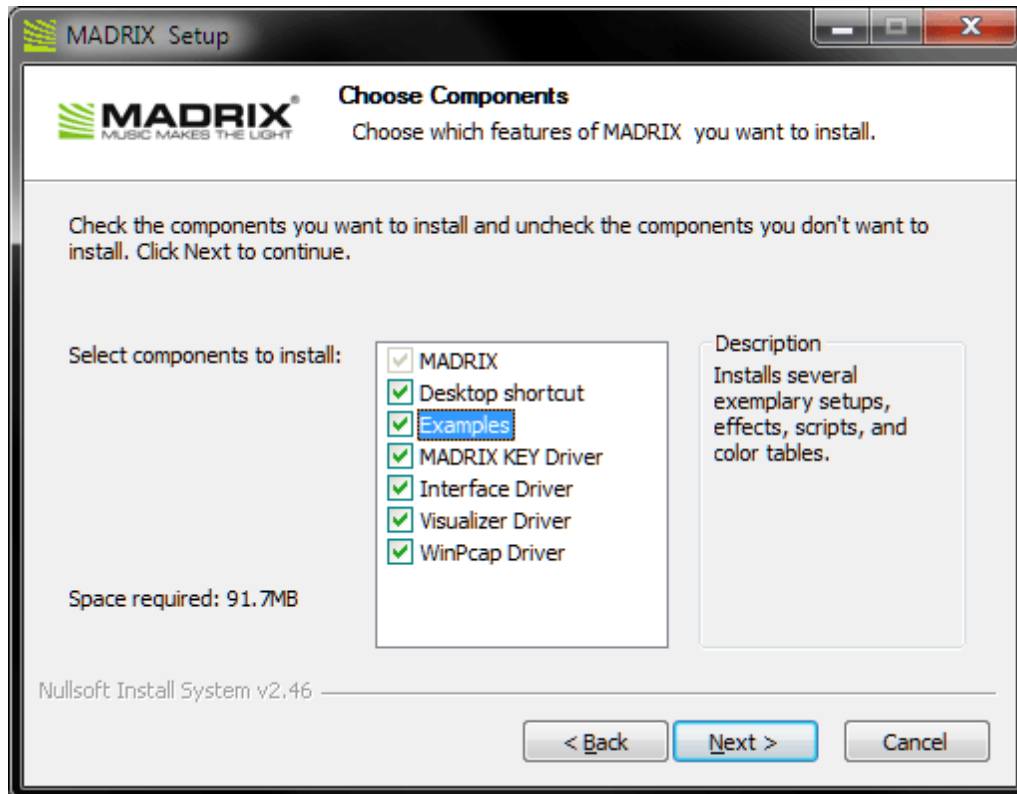 MADRIX Setup
MADRIX®
MUSIC MAKES THE LIGHT
Choose Components
Choose which features of MADRIX you want to install.
Check the components you want to install and uncheck the components you don't want to
install. Click Next to continue.
Select components to install:
MADRIX
Desktop shortcut
Examples
MADRIX KEY Driver
Interface Driver
Visualizer Driver
WinPcap Driver
Description
Installs several
exemplary setups,
effects, scripts, and
color tables.
Space required: 91.7MB
Nullsoft Install System v2.46
< Back
Next >
Cancel